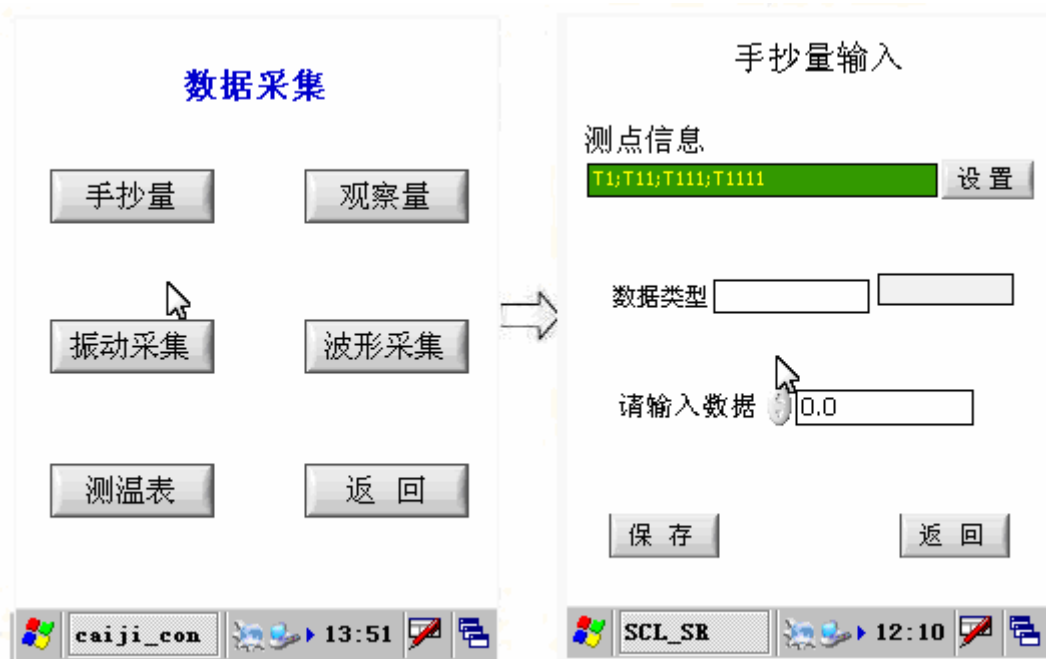 数据采集
手抄量
观察量
振动采集
波形采集
测温表
返 回
caiji_con
13:51
手抄量输入
测点信息
T1;T11;T111;T1111
设 置
数据类型
请输入数据
0.0
保 存
返 回
SCL_SR
12:10